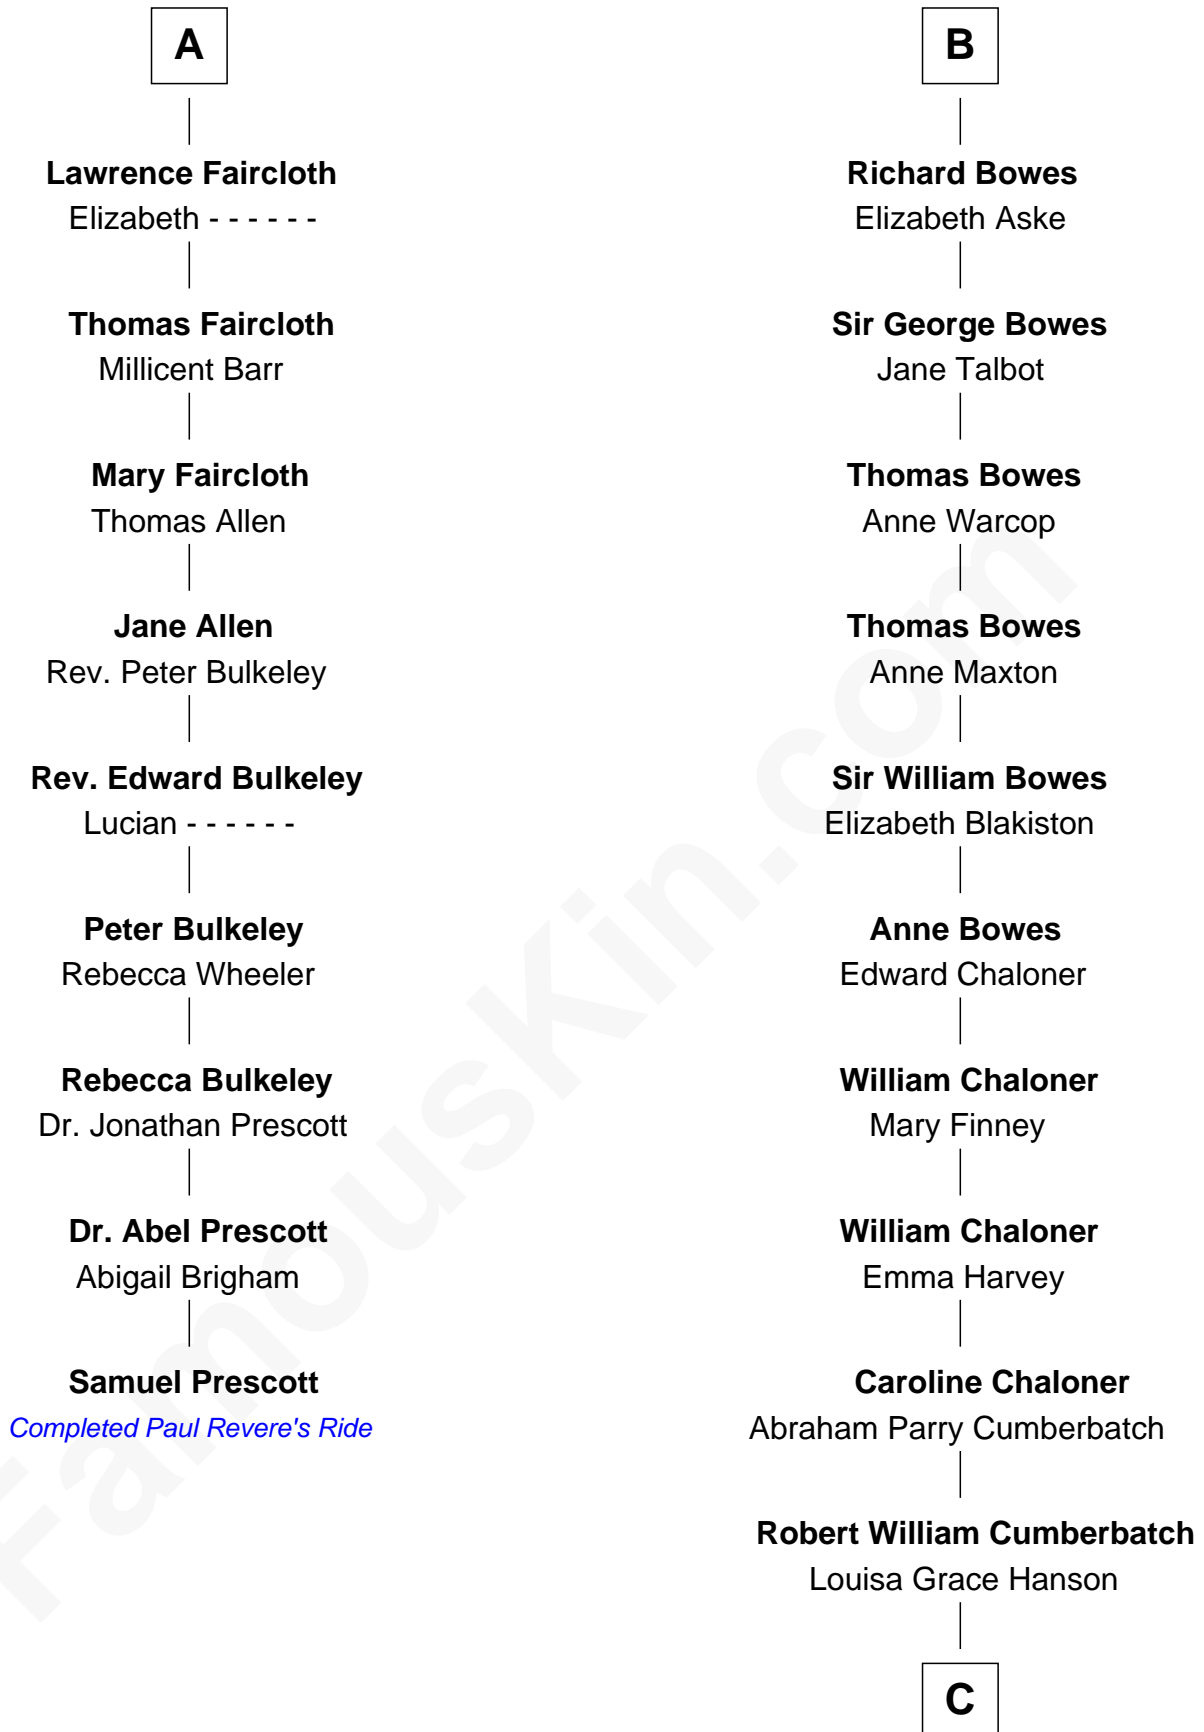 A
Lawrence Faircloth
Elizabeth - - - - - -
Thomas Faircloth
Millicent Barr
Mary Faircloth
Thomas Allen
Jane Allen
Rev. Peter Bulkeley
Rev. Edward Bulkeley
Lucian - - - - - -
Peter Bulkeley
Rebecca Wheeler
Rebecca Bulkeley
Dr. Jonathan Prescott
Dr. Abel Prescott
Abigail Brigham
Samuel Prescott
Completed Paul Revere's Ride
B
Richard Bowes
Elizabeth Aske
Sir George Bowes
Jane Talbot
Thomas Bowes
Anne Warcop
Thomas Bowes
Anne Maxton
Sir William Bowes
Elizabeth Blakiston
Anne Bowes
Edward Chaloner
William Chaloner
Mary Finney
William Chaloner
Emma Harvey
Caroline Chaloner
Abraham Parry Cumberbatch
Robert William Cumberbatch
Louisa Grace Hanson
C
FamousKin.com